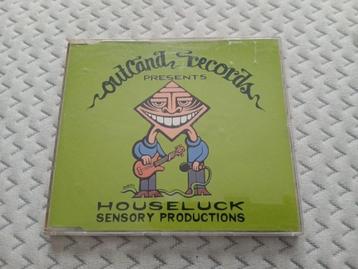 outland records
PRESENTS
HOUSELUCK
SENSORY PRODUCTIONS